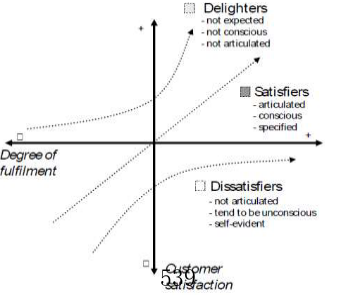 Delighters
- not expected
- not conscious
- not articulated
+
Satisfiers
- articulated
- conscious
- specified
+
Degree of
fulfilment
Dissatisfiers
- not articulated
- tend to be unconscious
- self-evident
Customer
satisfaction
539